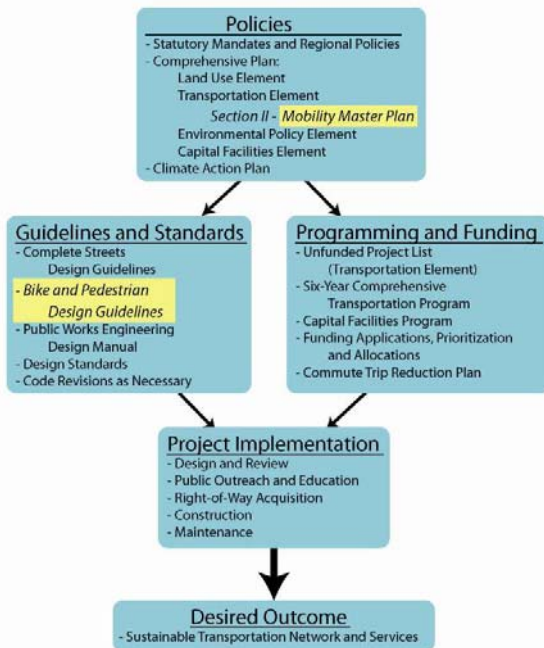 Policies
- Statutory Mandates and Regional Policies
- Comprehensive Plan:
Land Use Element
Transportation Element
Section II - Mobility Master Plan
Environmental Policy Element
Capital Facilities Element
- Climate Action Plan
Guidelines and Standards
- Complete Streets
Design Guidelines
- Bike and Pedestrian
Design Guidelines
- Public Works Engineering
Design Manual
- Design Standards
- Code Revisions as Necessary
Programming and Funding
- Unfunded Project List
(Transportation Element)
- Six-Year Comprehensive
Transportation Program
- Capital Facilities Program
- Funding Applications, Prioritization
and Allocations
- Commute Trip Reduction Plan
Project Implementation
- Design and Review
- Public Outreach and Education
- Right-of-Way Acquisition
- Construction
- Maintenance
Desired Outcome
- Sustainable Transportation Network and Services